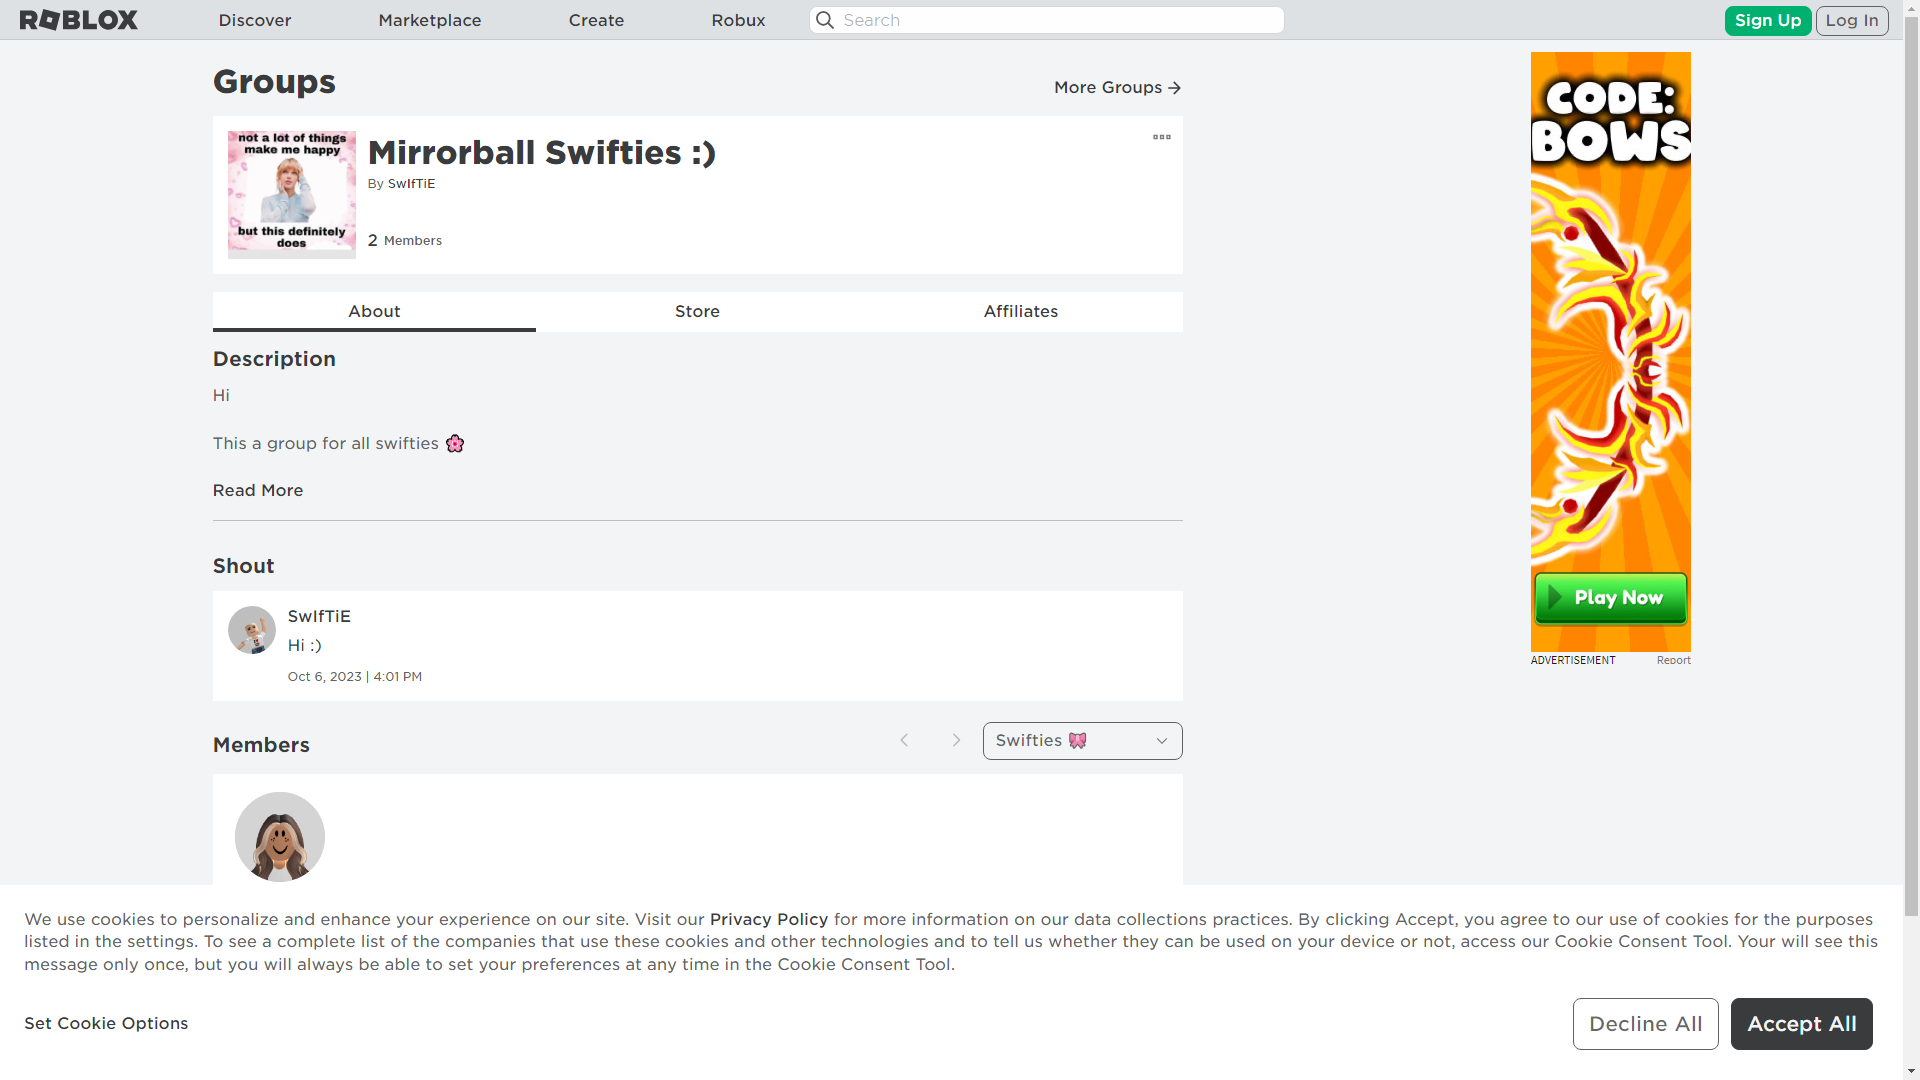 ROBLOX
Discover
Marketplace
Create
Robux
Search
Sign Up
Log In
Groups
More Groups
not a lot of things
make me happy
but this definitely
does
Mirrorball Swifties :)
By SwIfTiE
2 Members
About
Store
Affiliates
Description
Hi
This a group for all swifties 🌸
Read More
Shout
SwIfTiE
Hi :)
Oct 6, 2023 | 4:01 PM
Members
Swifties 🎀
CODE:
BOWS
Play Now
ADVERTISEMENT
Report
We use cookies to personalize and enhance your experience on our site. Visit our Privacy Policy for more information on our data collections practices. By clicking Accept, you agree to our use of cookies for the purposes
listed in the settings. To see a complete list of the companies that use these cookies and other technologies and to tell us whether they can be used on your device or not, access our Cookie Consent Tool. Your will see this
message only once, but you will always be able to set your preferences at any time in the Cookie Consent Tool.
Set Cookie Options
Decline All
Accept All